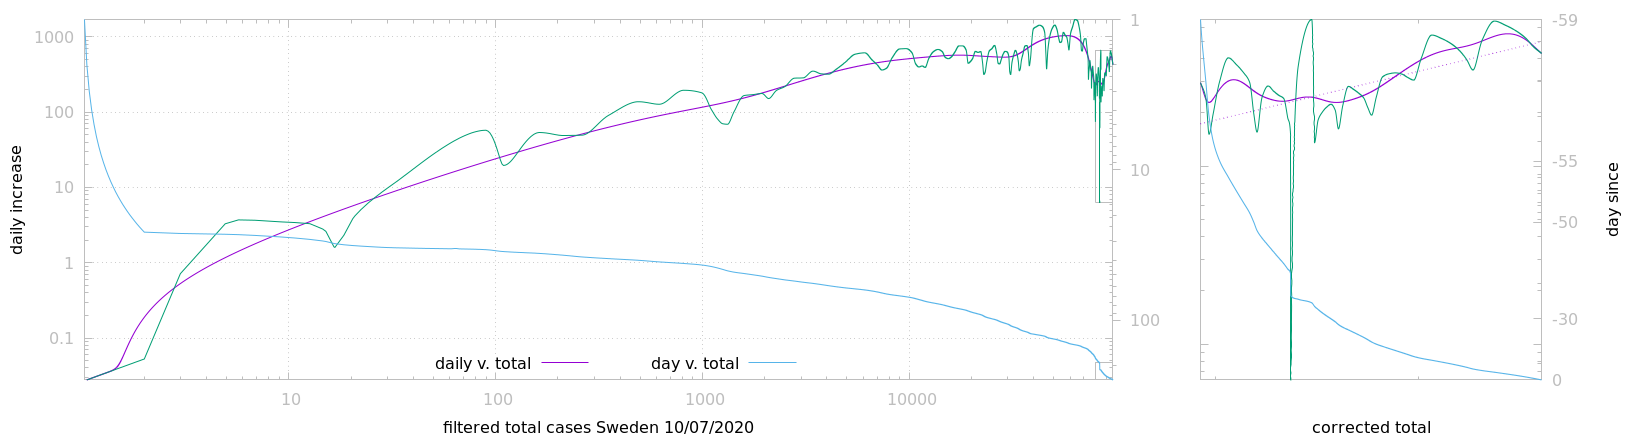 daily increase
1000
100
10
1
0.1
10
100
1000
10000
1
10
100
daily v. total
day v. total
filtered total cases Sweden 10/07/2020
-59
-55
-50
-30
0
day since
corrected total